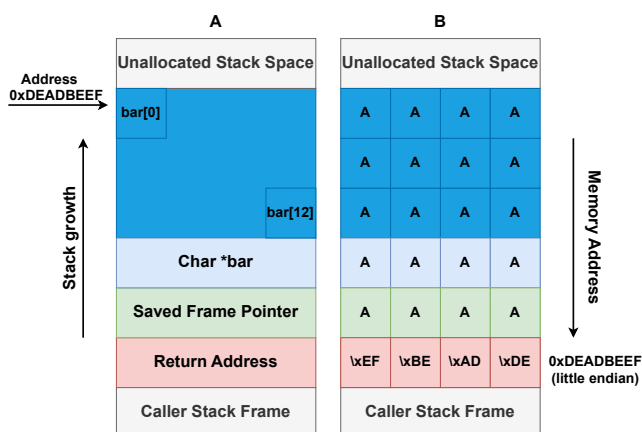 A
B
Unallocated Stack Space
Unallocated Stack Space
Address
0xDEADBEEF
bar[0]
A A A A
A A A A
bar[12]
A A A A
Stack growth
Memory Address
Char *bar
A A A A
Saved Frame Pointer
A A A A
Return Address
\xEF \xBE \xAD \xDE
0xDEADBEEF
(little endian)
Caller Stack Frame
Caller Stack Frame